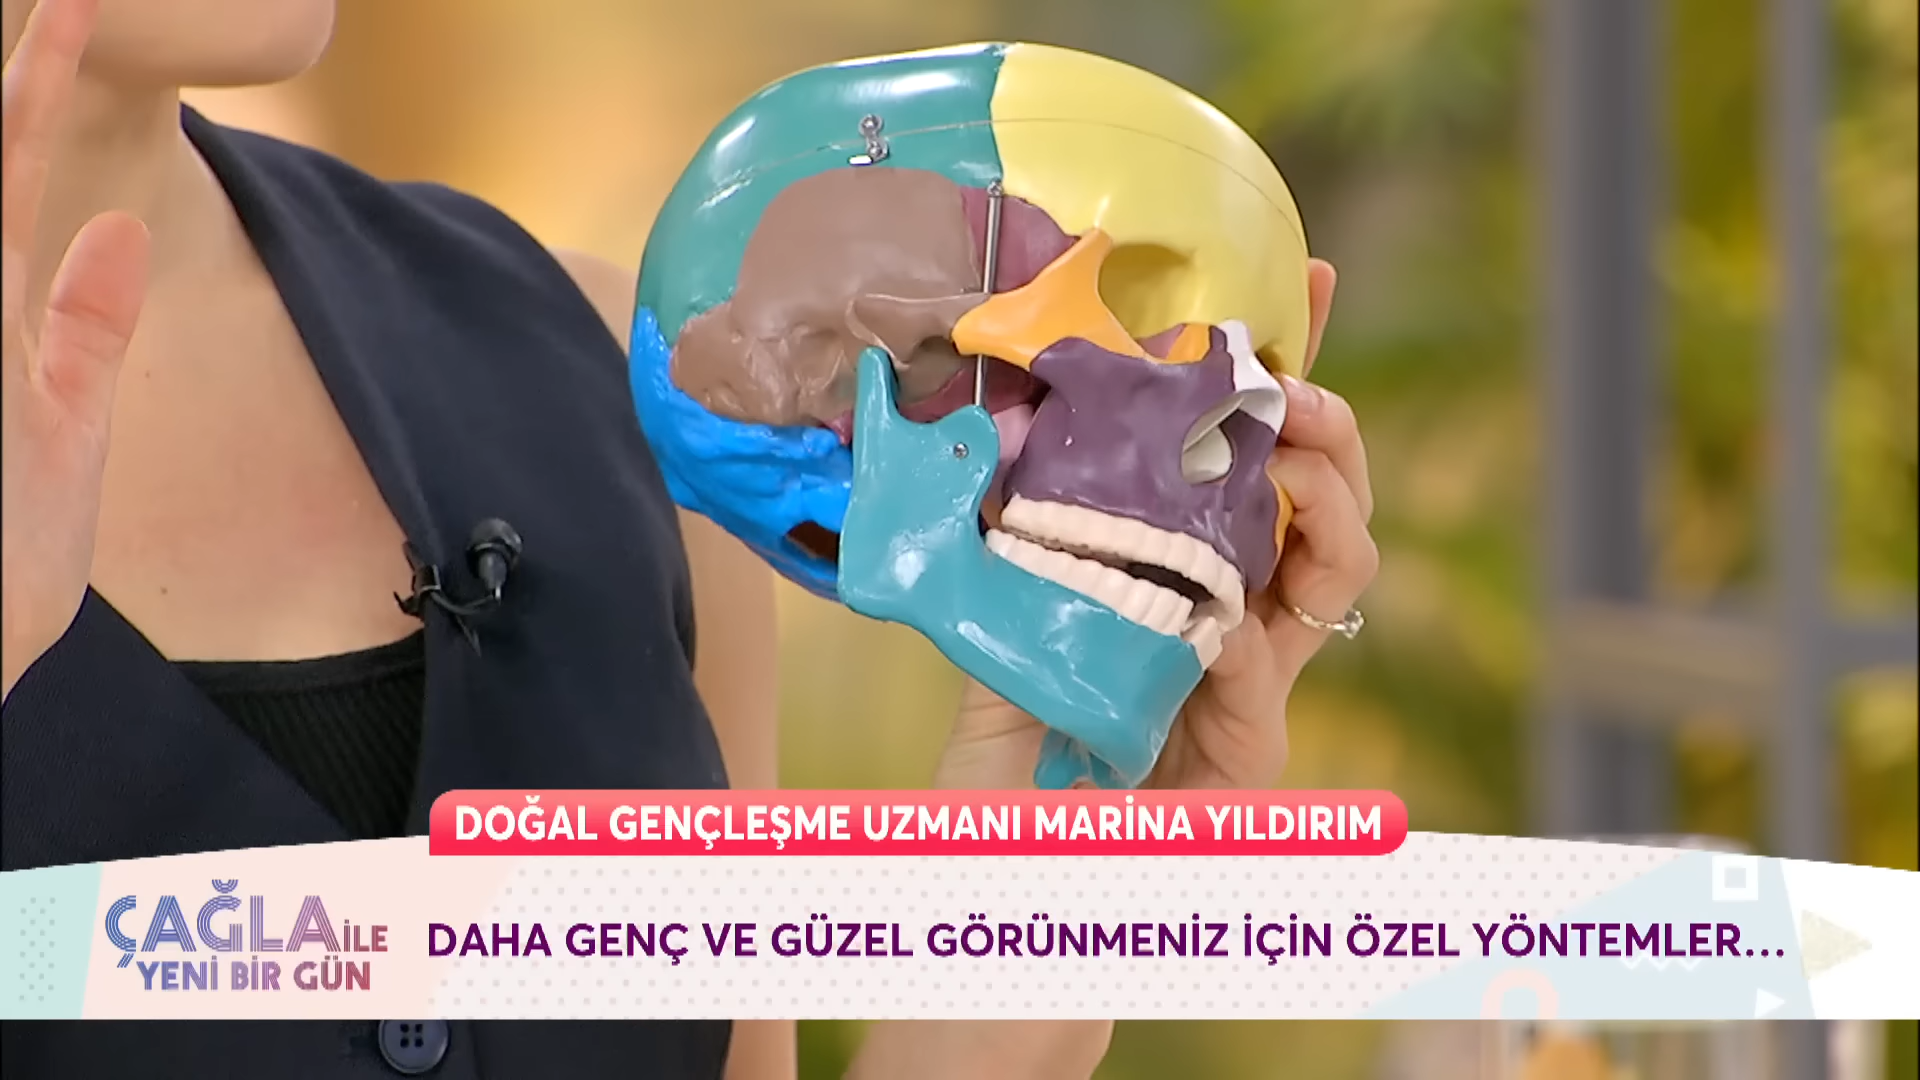 DOĞAL GENÇLEŞME UZMANI MARİNA YILDIRIM
ÇAĞLA İLE
YENİ BİR GÜN
DAHA GENÇ VE GÜZEL GÖRÜNMENİZ İÇİN ÖZEL YÖNTEMLER...